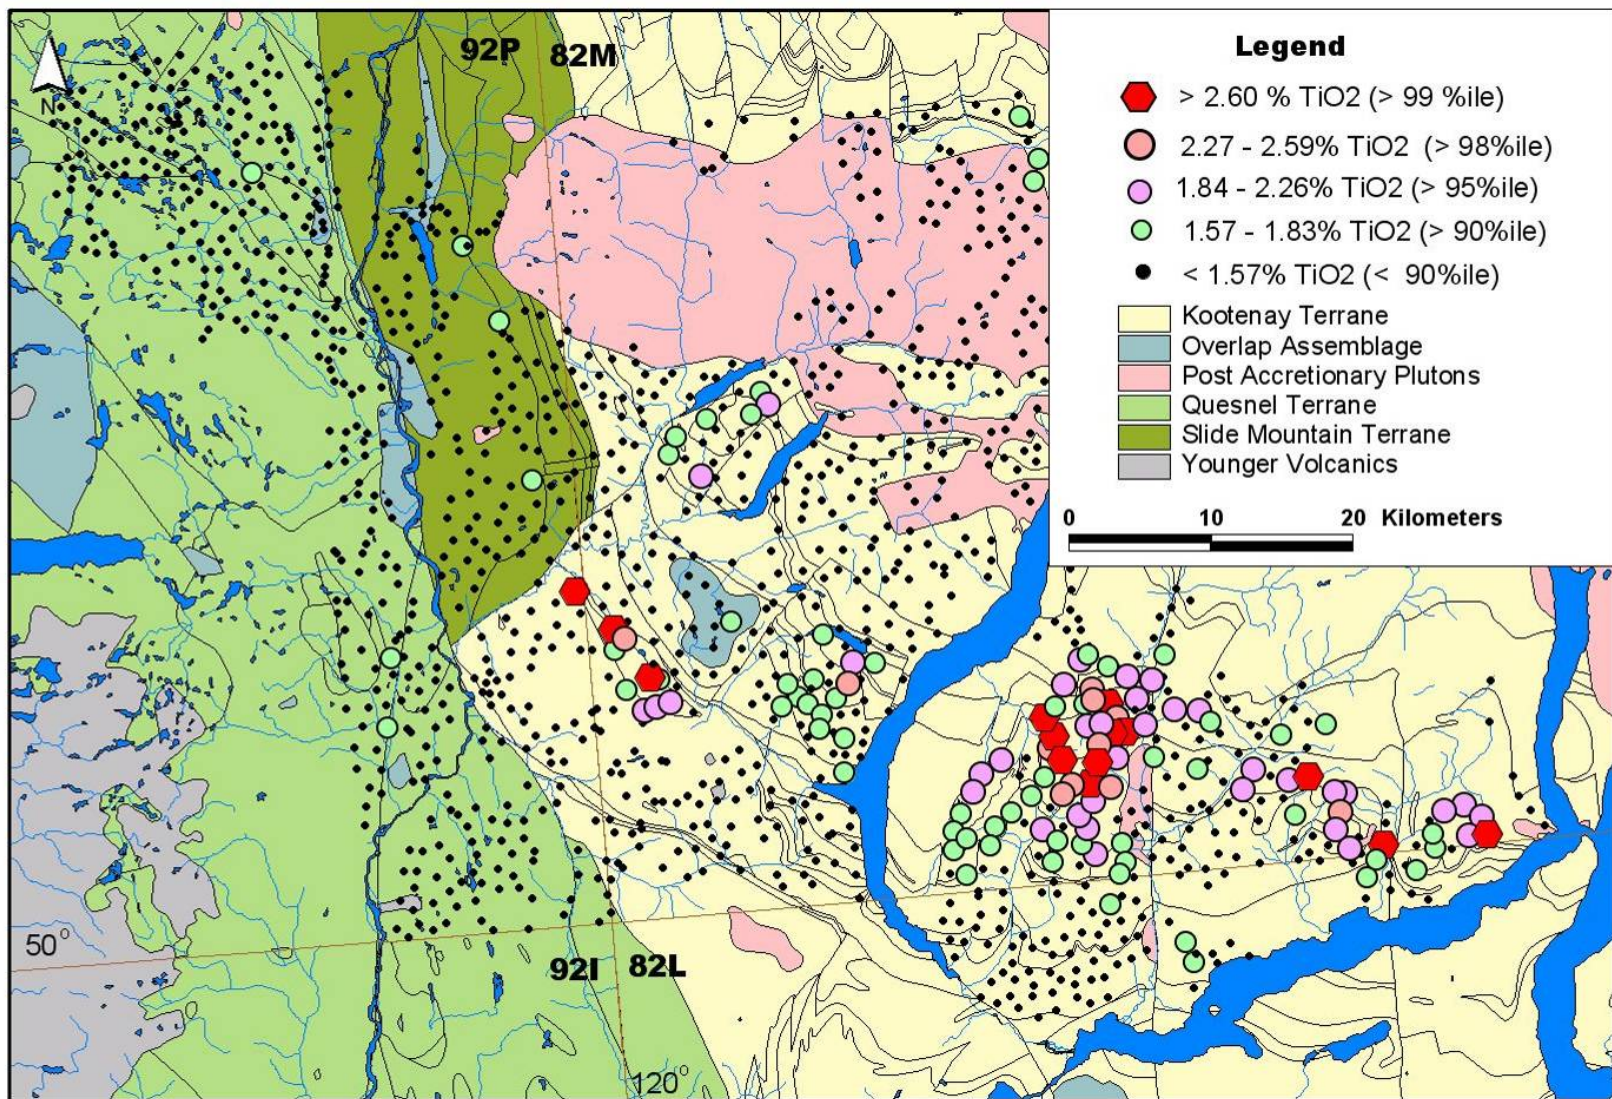 92P
82M
N
Legend
> 2.60 % TiO2 (> 99 %ile)
2.27 - 2.59% TiO2 (> 98%ile)
1.84 - 2.26% TiO2 (> 95%ile)
1.57 - 1.83% TiO2 (> 90%ile)
< 1.57% TiO2 (< 90%ile)
Kootenay Terrane
Overlap Assemblage
Post Accretionary Plutons
Quesnel Terrane
Slide Mountain Terrane
Younger Volcanics
0 10 20 Kilometers
50°
92I
82L
120°